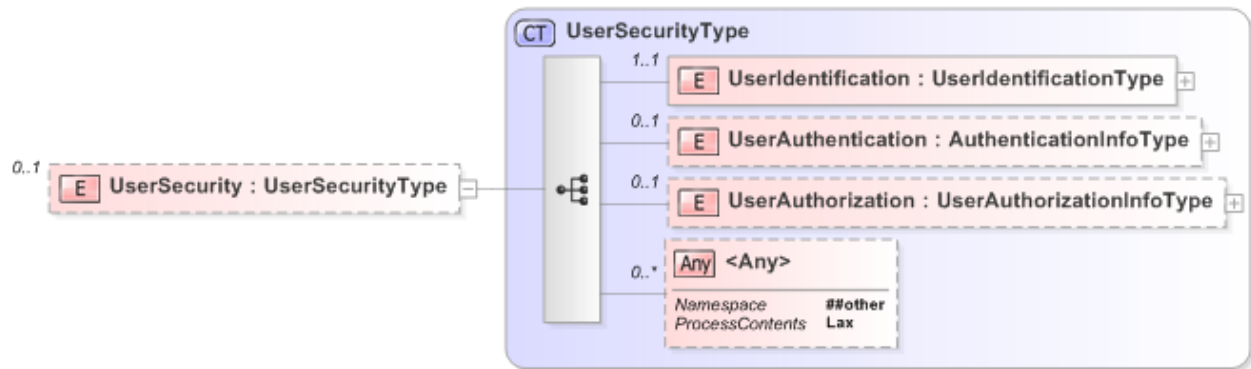 CT UserSecurityType
1..1
E UserIdentification : UserIdentificationType
0..1
E UserAuthentication : AuthenticationInfoType
0..1
E UserSecurity : UserSecurityType
0..1
E UserAuthorization : UserAuthorizationInfoType
0..*
Any <Any>
Namespace ##other
ProcessContents Lax